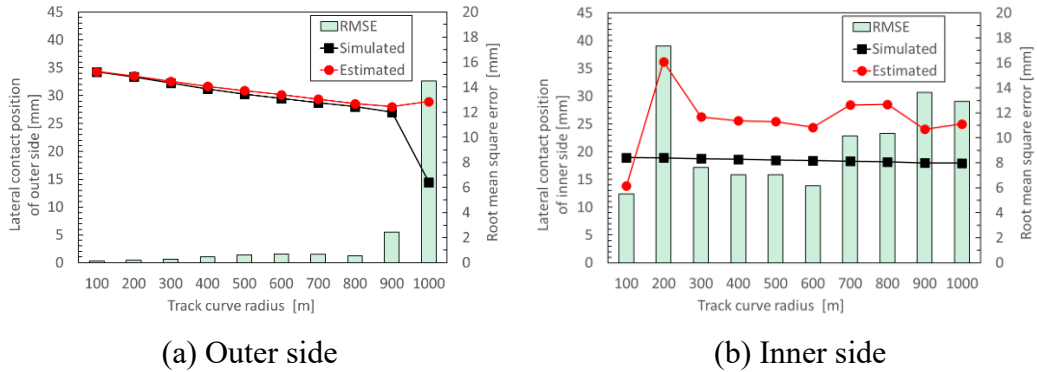 45
40
35
30
25
20
15
10
5
0
Lateral contact position
of outer side [mm]
RMSE
Simulated
Estimated
20
18
16
14
12
10
8
6
4
2
0
Root mean square error [mm]
100 200 300 400 500 600 700 800 900 1000
Track curve radius [m]
(a) Outer side
45
40
35
30
25
20
15
10
5
0
Lateral contact position
of inner side [mm]
RMSE
Simulated
Estimated
20
18
16
14
12
10
8
6
4
2
0
Root mean square error [mm]
100 200 300 400 500 600 700 800 900 1000
Track curve radius [m]
(b) Inner side